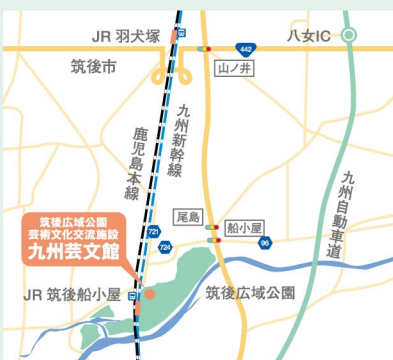 JR 羽犬塚
八女IC
442
山ノ井
筑後市
九州新幹線
鹿児島本線
九州自動車道
尾島
船小屋
721
724
96
筑後広域公園
芸術文化交流施設
九州芸文館
JR 筑後船小屋
筑後広域公園